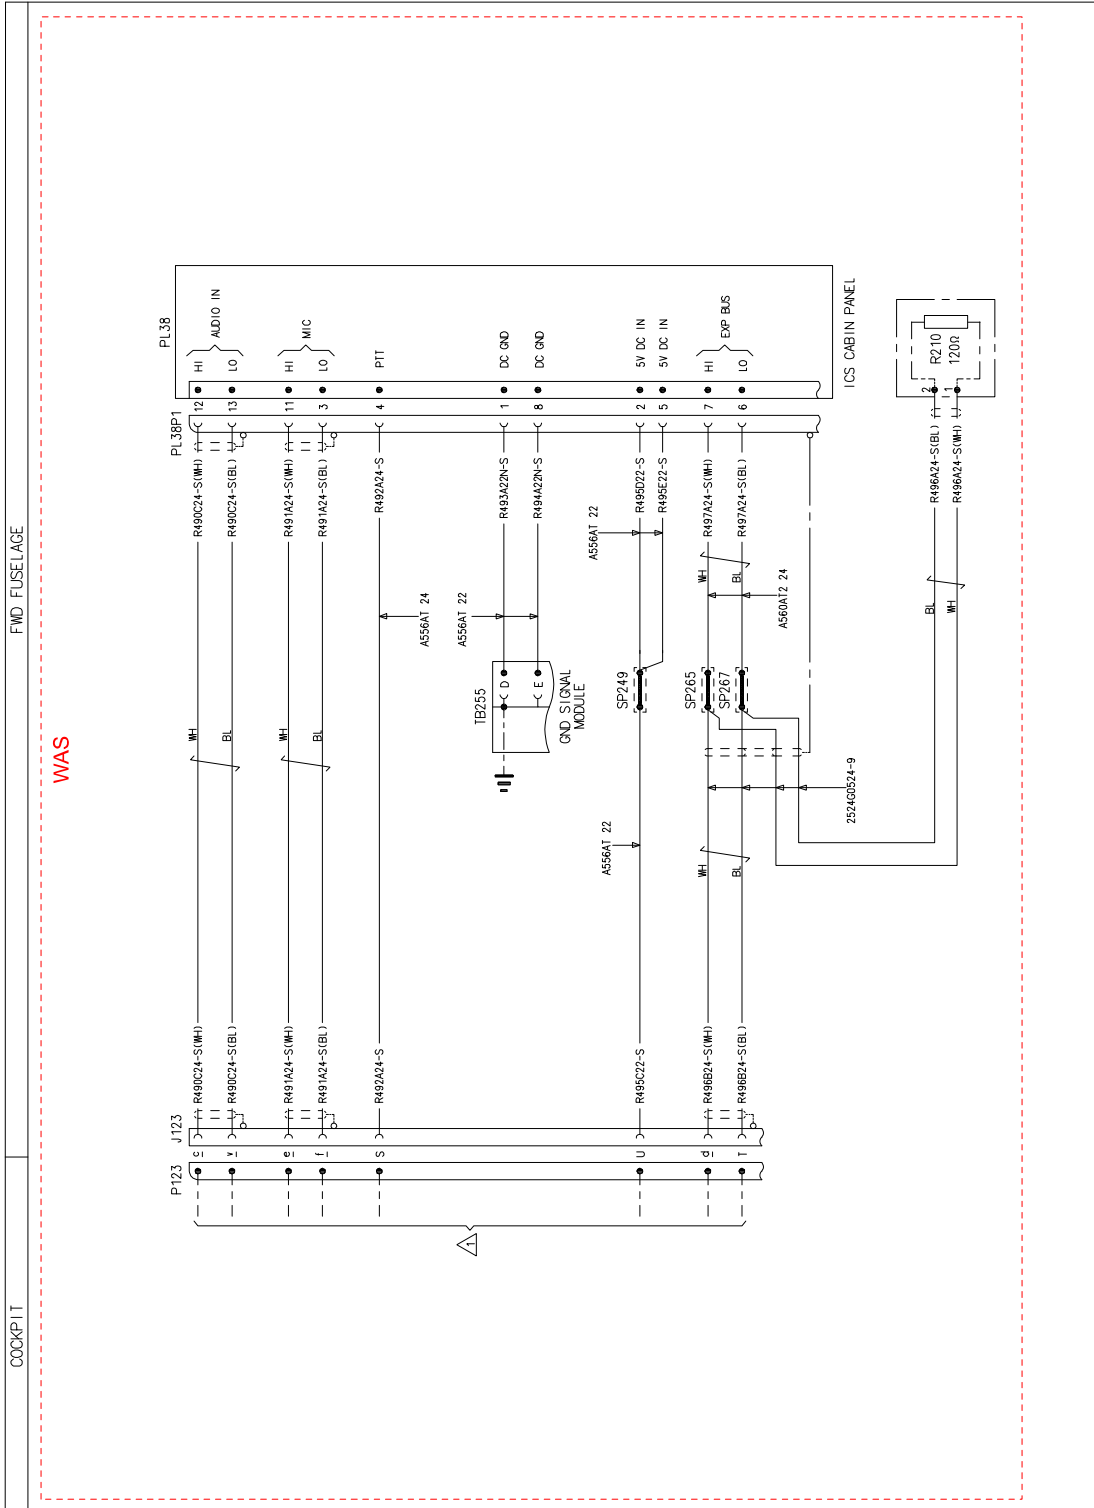 COCKPIT
FWD FUSELAGE
WAS
P123
J123
PL38P1
PL38
c
R490C24-S(WH)
WH
R490C24-S(WH)
12
HI
v
R490C24-S(BL)
BL
R490C24-S(BL)
13
LO
AUDIO IN
e
R491A24-S(WH)
WH
R491A24-S(WH)
11
HI
f
R491A24-S(BL)
BL
R491A24-S(BL)
3
LO
MIC
S
R492A24-S
R492A24-S
4
PTT
A556AT 24
1
A556AT 22
TB255
D
R493A22N-S
1
DC GND
E
R494A22N-S
8
DC GND
GND SIGNAL
MODULE
A556AT 22
A556AT 22
SP249
U
R495C22-S
R495D22-S
2
5V DC IN
R495E22-S
5
5V DC IN
SP265
d
R496B24-S(WH)
WH
WH
R497A24-S(WH)
7
HI
SP267
T
R496B24-S(BL)
BL
BL
R497A24-S(BL)
6
LO
EXP BUS
A560AT2 24
2524G0524-9
ICS CABIN PANEL
BL
R496A24-S(BL)
2
R210
120Ω
WH
R496A24-S(WH)
1